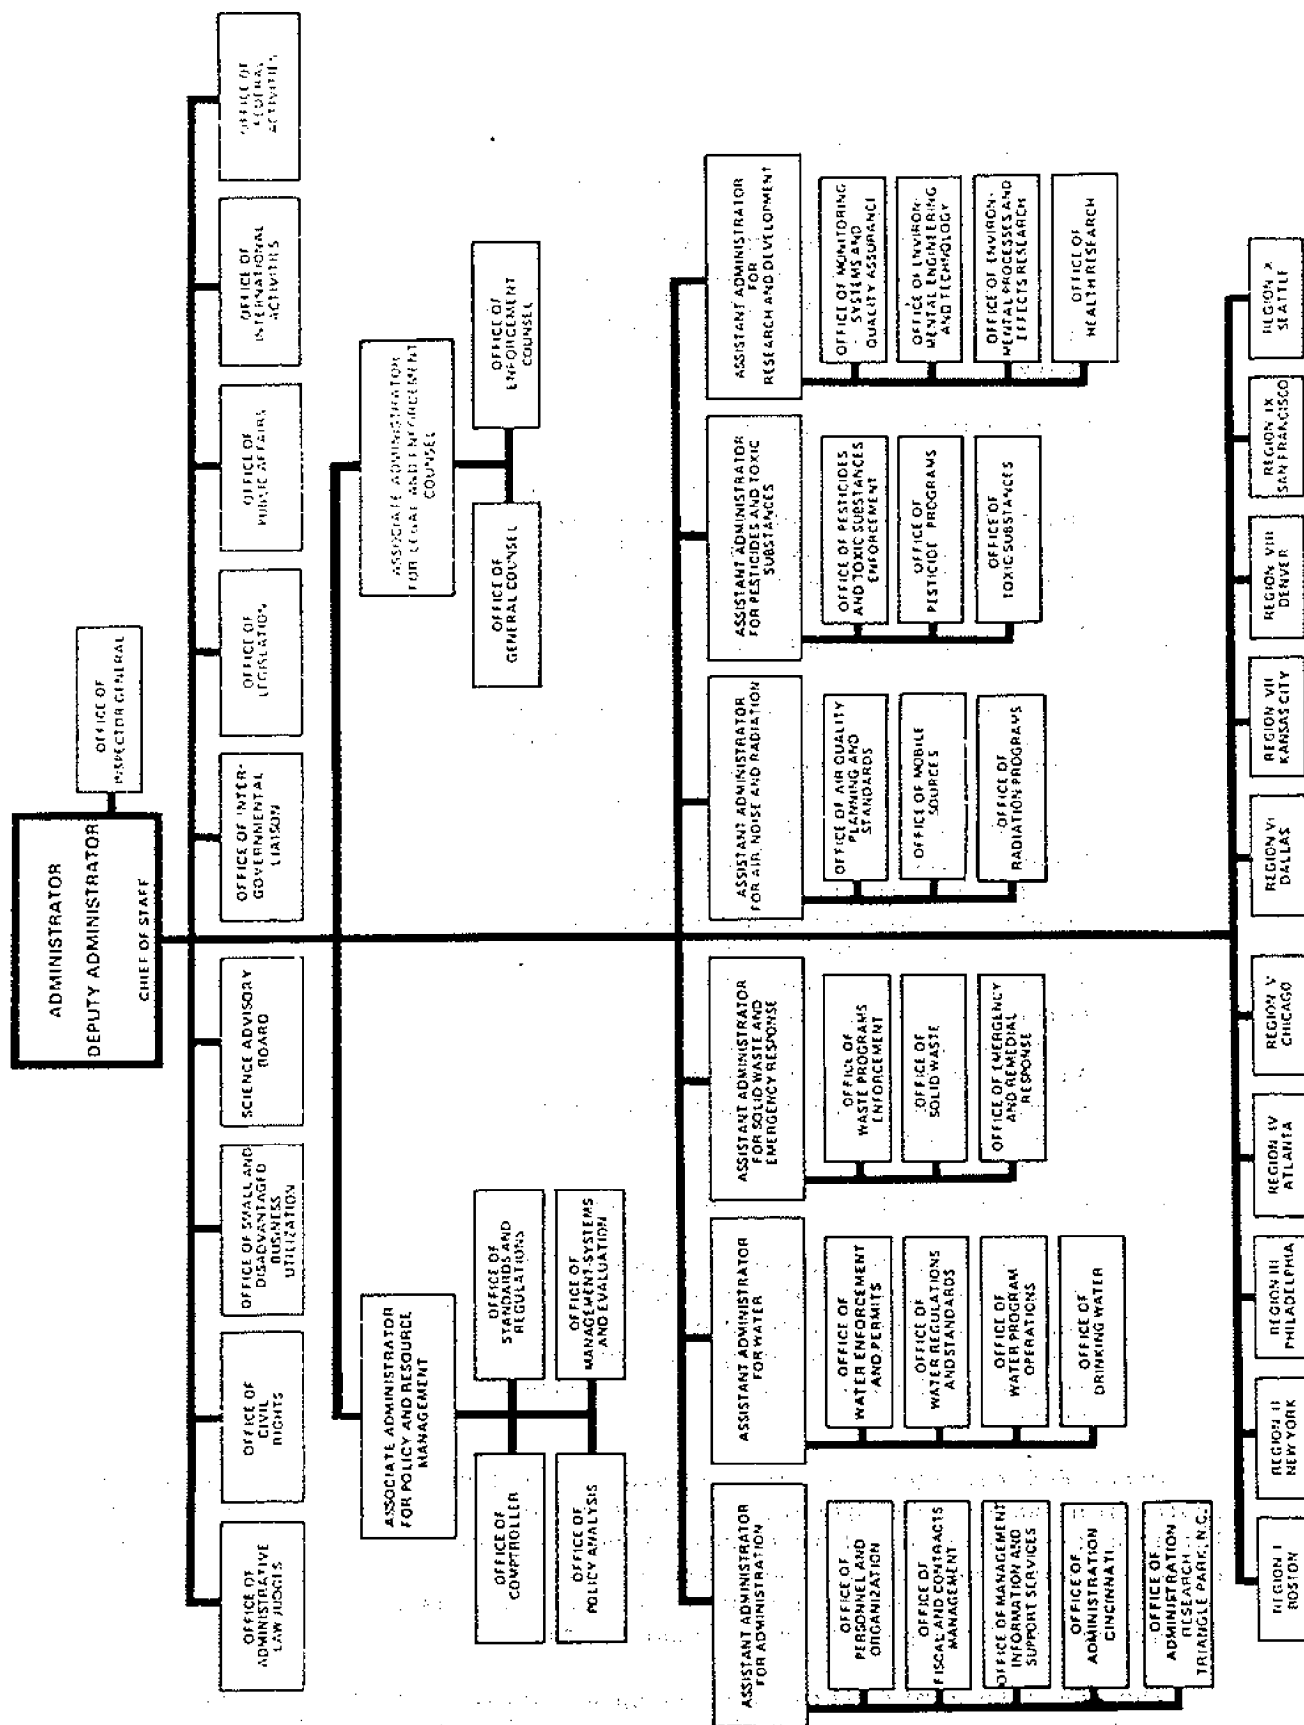 ADMINISTRATOR
DEPUTY ADMINISTRATOR
CHIEF OF STAFF
OFFICE OF
INSPECTOR GENERAL
OFFICE OF
ADMINISTRATIVE
LAW JUDGES
OFFICE OF
CIVIL
RIGHTS
OFFICE OF SMALL AND
DISADVANTAGED
BUSINESS
UTILIZATION
SCIENCE ADVISORY
BOARD
OFFICE OF INTER-
GOVERNMENTAL
LIAISON
OFFICE OF
LEGISLATION
OFFICE OF
PUBLIC AFFAIRS
OFFICE OF
INTERNATIONAL
ACTIVITIES
OFFICE OF
FEDERAL
ACTIVITIES
ASSOCIATE ADMINISTRATOR
FOR POLICY AND RESOURCE
MANAGEMENT
OFFICE OF
COMPTROLLER
OFFICE OF
STANDARDS AND
REGULATIONS
OFFICE OF
POLICY ANALYSIS
OFFICE OF
MANAGEMENT SYSTEMS
AND EVALUATION
ASSOCIATE ADMINISTRATOR
FOR LEGAL AND ENFORCEMENT
COUNSEL
OFFICE OF
GENERAL COUNSEL
OFFICE OF
ENFORCEMENT
COUNSEL
ASSISTANT ADMINISTRATOR
FOR ADMINISTRATION
OFFICE OF
PERSONNEL AND
ORGANIZATION
OFFICE OF
FISCAL AND CONTRACTS
MANAGEMENT
OFFICE OF MANAGEMENT
INFORMATION AND
SUPPORT SERVICES
OFFICE OF
ADMINISTRATION
CINCINNATI
OFFICE OF
ADMINISTRATION
RESEARCH
TRIANGLE PARK, N.C.
ASSISTANT ADMINISTRATOR
FOR WATER
OFFICE OF
WATER ENFORCEMENT
AND PERMITS
OFFICE OF
WATER REGULATIONS
AND STANDARDS
OFFICE OF
WATER PROGRAM
OPERATIONS
OFFICE OF
DRINKING WATER
ASSISTANT ADMINISTRATOR
FOR SOLID WASTE AND
EMERGENCY RESPONSE
OFFICE OF
WASTE PROGRAMS
ENFORCEMENT
OFFICE OF
SOLID WASTE
OFFICE OF EMERGENCY
AND REMEDIAL
RESPONSE
ASSISTANT ADMINISTRATOR
FOR AIR, NOISE AND RADIATION
OFFICE OF AIR QUALITY
PLANNING AND
STANDARDS
OFFICE OF MOBILE
SOURCES
OFFICE OF
RADIATION PROGRAMS
ASSISTANT ADMINISTRATOR
FOR PESTICIDES AND TOXIC
SUBSTANCES
OFFICE OF PESTICIDES
AND TOXIC SUBSTANCES
ENFORCEMENT
OFFICE OF
PESTICIDE PROGRAMS
OFFICE OF
TOXIC SUBSTANCES
ASSISTANT ADMINISTRATOR
FOR
RESEARCH AND DEVELOPMENT
OFFICE OF MONITORING
SYSTEMS AND
QUALITY ASSURANCE
OFFICE OF ENVIRON-
MENTAL ENGINEERING
AND TECHNOLOGY
OFFICE OF ENVIRON-
MENTAL PROCESSES AND
EFFECTS RESEARCH
OFFICE OF
HEALTH RESEARCH
REGION I
BOSTON
REGION II
NEW YORK
REGION III
PHILADELPHIA
REGION IV
ATLANTA
REGION V
CHICAGO
REGION VI
DALLAS
REGION VII
KANSAS CITY
REGION VIII
DENVER
REGION IX
SAN FRANCISCO
REGION X
SEATTLE